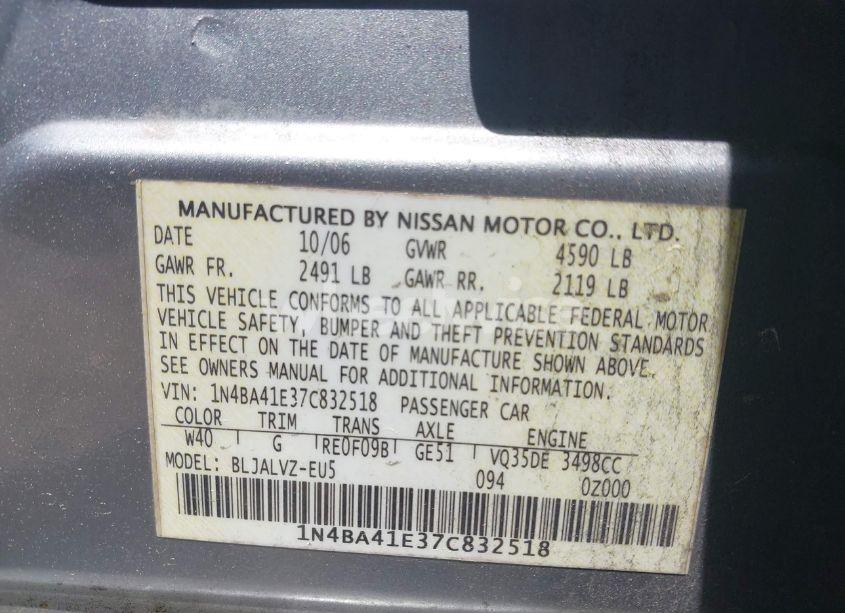 MANUFACTURED BY NISSAN MOTOR CO., LTD.
DATE 10/06 GVWR 4590 LB
GAWR FR. 2491 LB GAWR RR. 2119 LB
THIS VEHICLE CONFORMS TO ALL APPLICABLE FEDERAL MOTOR
VEHICLE SAFETY, BUMPER AND THEFT PREVENTION STANDARDS
IN EFFECT ON THE DATE OF MANUFACTURE SHOWN ABOVE.
SEE OWNERS MANUAL FOR ADDITIONAL INFORMATION.
VIN: 1N4BA41E37C832518 PASSENGER CAR
COLOR TRIM TRANS AXLE ENGINE
W40 G RE0F09B GE51 VQ35DE 3498CC
MODEL: BLJALVZ-EU5 094 0Z000
1N4BA41E37C832518